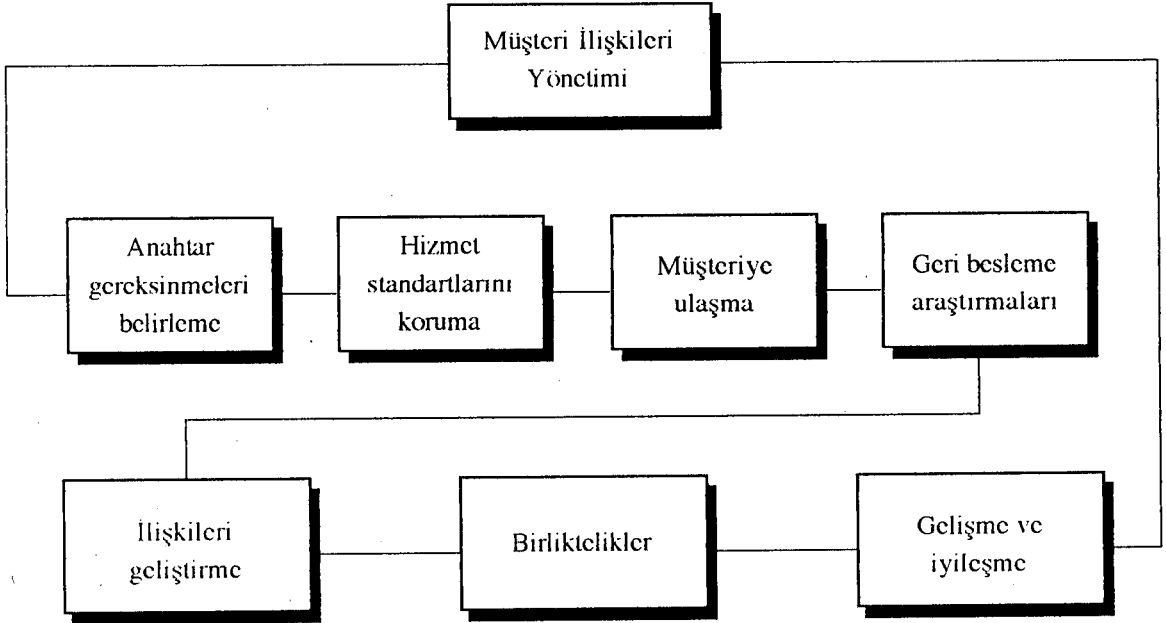 Müşteri İlişkileri
Yönetimi
Anahtar
gereksinmeleri
belirleme
Hizmet
standartlarını
koruma
Müşteriye
ulaşma
Geri besleme
araştırmaları
İlişkileri
geliştirme
Birliktelikler
Gelişme ve
iyileşme